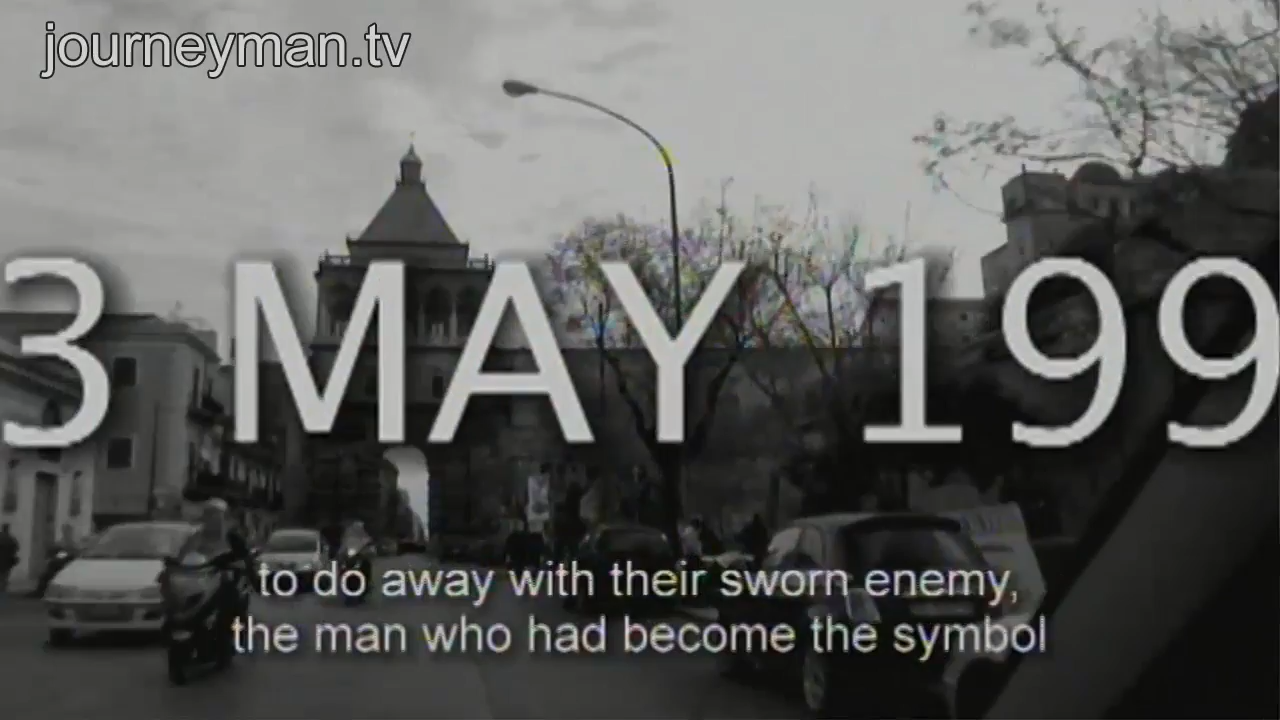 journeyman.tv
3 MAY 199
to do away with their sworn enemy,
the man who had become the symbol